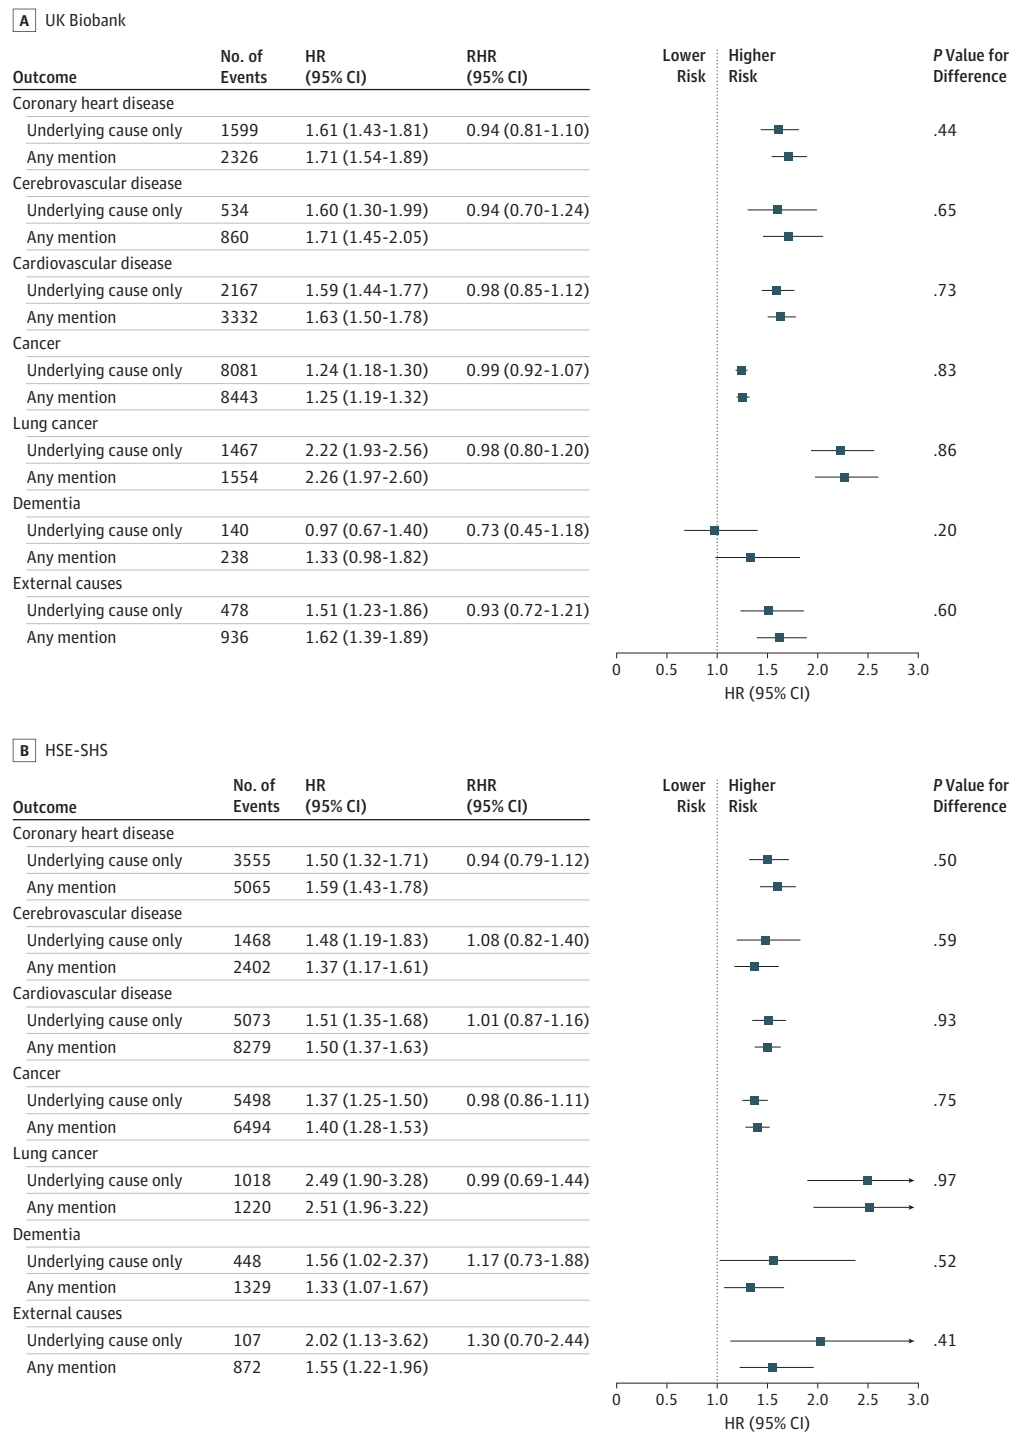 A UK Biobank
Outcome No. of Events HR (95% CI) RHR (95% CI) Lower Risk Higher Risk P Value for Difference
Coronary heart disease
Underlying cause only 1599 1.61 (1.43-1.81) 0.94 (0.81-1.10) .44
Any mention 2326 1.71 (1.54-1.89)
Cerebrovascular disease
Underlying cause only 534 1.60 (1.30-1.99) 0.94 (0.70-1.24) .65
Any mention 860 1.71 (1.45-2.05)
Cardiovascular disease
Underlying cause only 2167 1.59 (1.44-1.77) 0.98 (0.85-1.12) .73
Any mention 3332 1.63 (1.50-1.78)
Cancer
Underlying cause only 8081 1.24 (1.18-1.30) 0.99 (0.92-1.07) .83
Any mention 8443 1.25 (1.19-1.32)
Lung cancer
Underlying cause only 1467 2.22 (1.93-2.56) 0.98 (0.80-1.20) .86
Any mention 1554 2.26 (1.97-2.60)
Dementia
Underlying cause only 140 0.97 (0.67-1.40) 0.73 (0.45-1.18) .20
Any mention 238 1.33 (0.98-1.82)
External causes
Underlying cause only 478 1.51 (1.23-1.86) 0.93 (0.72-1.21) .60
Any mention 936 1.62 (1.39-1.89)
0 0.5 1.0 1.5 2.0 2.5 3.0
HR (95% CI)
B HSE-SHS
Outcome No. of Events HR (95% CI) RHR (95% CI) Lower Risk Higher Risk P Value for Difference
Coronary heart disease
Underlying cause only 3555 1.50 (1.32-1.71) 0.94 (0.79-1.12) .50
Any mention 5065 1.59 (1.43-1.78)
Cerebrovascular disease
Underlying cause only 1468 1.48 (1.19-1.83) 1.08 (0.82-1.40) .59
Any mention 2402 1.37 (1.17-1.61)
Cardiovascular disease
Underlying cause only 5073 1.51 (1.35-1.68) 1.01 (0.87-1.16) .93
Any mention 8279 1.50 (1.37-1.63)
Cancer
Underlying cause only 5498 1.37 (1.25-1.50) 0.98 (0.86-1.11) .75
Any mention 6494 1.40 (1.28-1.53)
Lung cancer
Underlying cause only 1018 2.49 (1.90-3.28) 0.99 (0.69-1.44) .97
Any mention 1220 2.51 (1.96-3.22)
Dementia
Underlying cause only 448 1.56 (1.02-2.37) 1.17 (0.73-1.88) .52
Any mention 1329 1.33 (1.07-1.67)
External causes
Underlying cause only 107 2.02 (1.13-3.62) 1.30 (0.70-2.44) .41
Any mention 872 1.55 (1.22-1.96)
0 0.5 1.0 1.5 2.0 2.5 3.0
HR (95% CI)